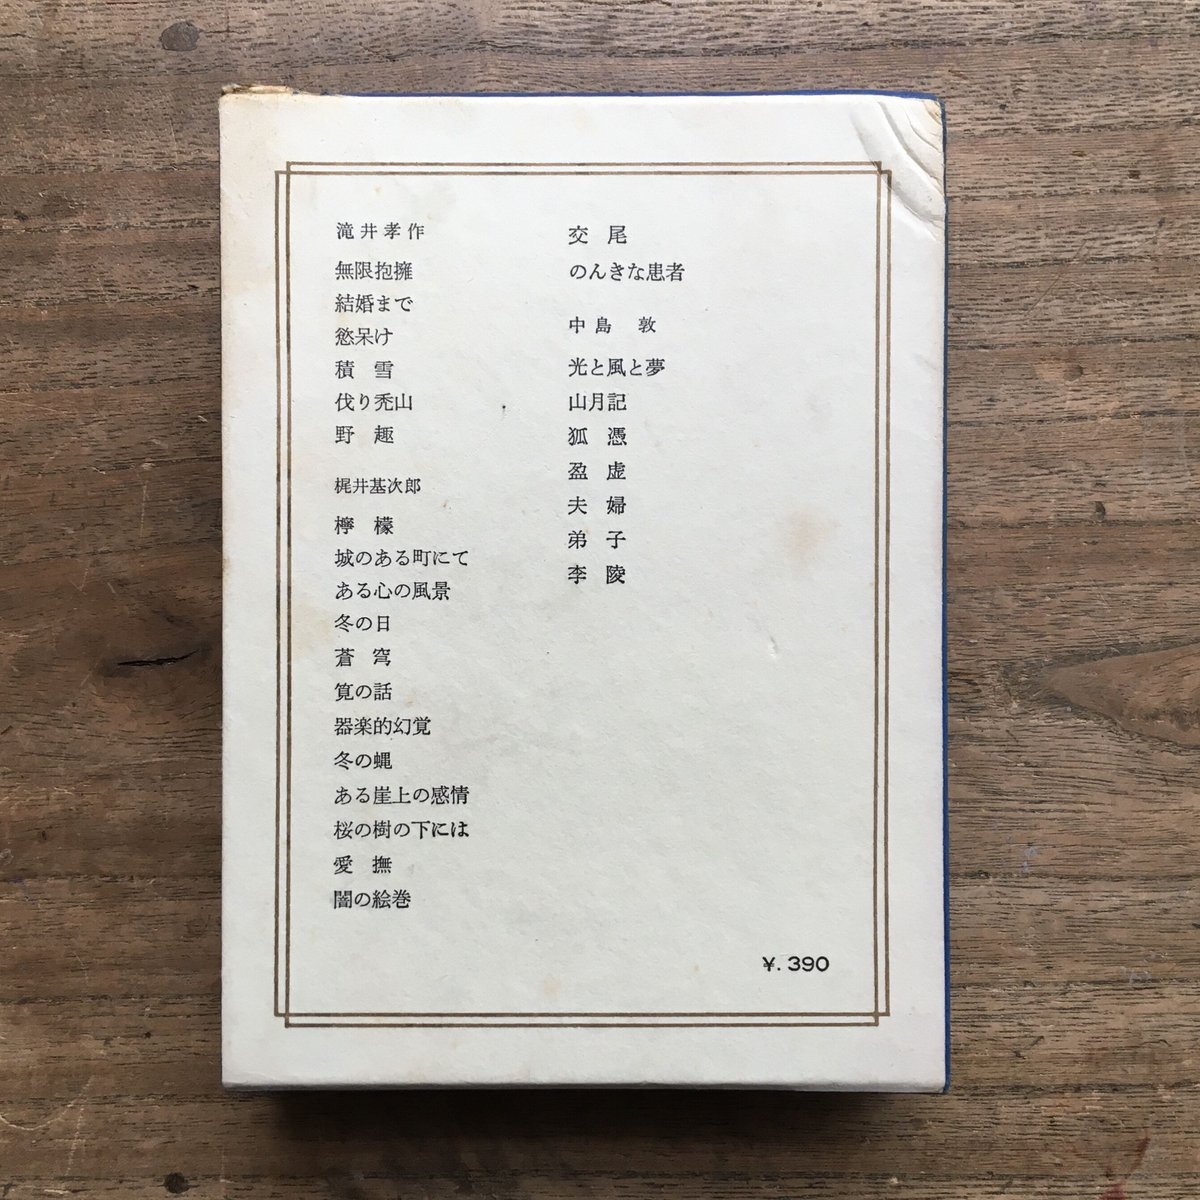 滝井孝作
無限抱擁
結婚まで
慾呆け
積　雪
伐り禿山
野　趣
梶井基次郎
檸　檬
城のある町にて
ある心の風景
冬の日
蒼　穹
筧の話
器楽的幻覚
冬の蝿
ある崖上の感情
桜の樹の下には
愛　撫
闇の絵巻
交　尾
のんきな患者
中島　敦
光と風と夢
山月記
狐　憑
盈　虚
夫　婦
弟　子
李　陵
¥. 390